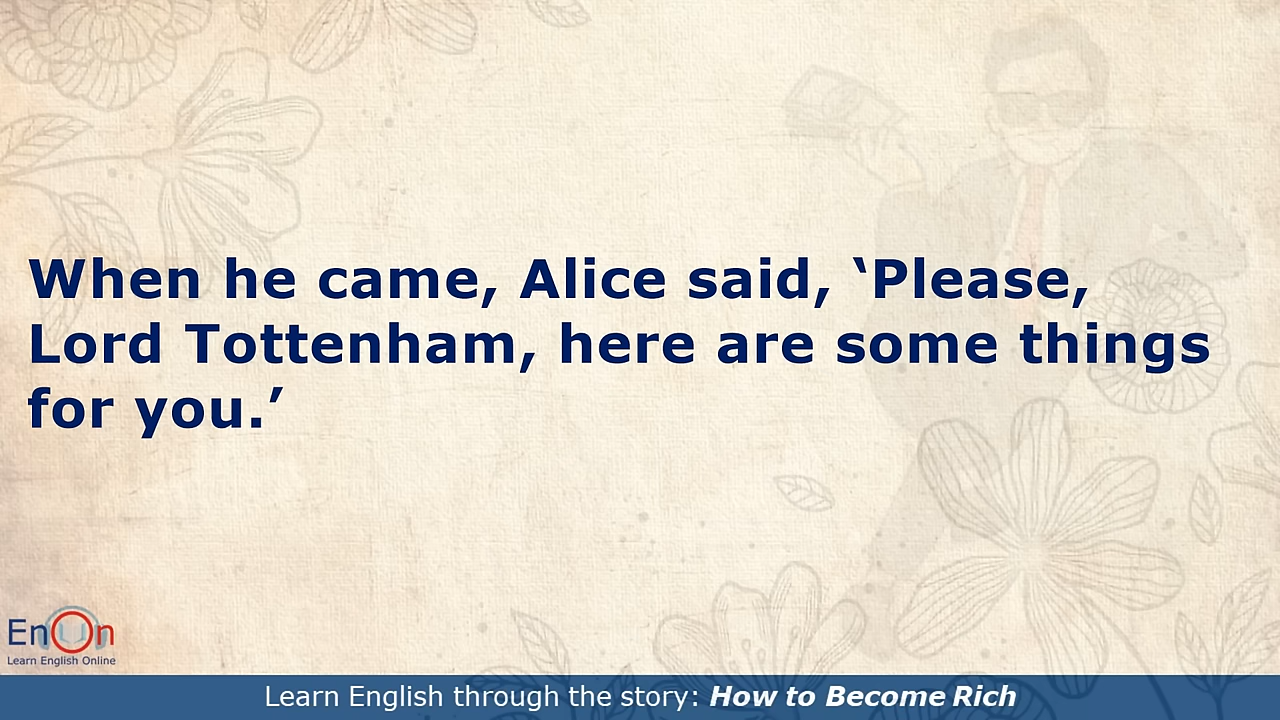 When he came, Alice said, ‘Please,
Lord Tottenham, here are some things
for you.’
EnOn
Learn English Online
Learn English through the story: How to Become Rich